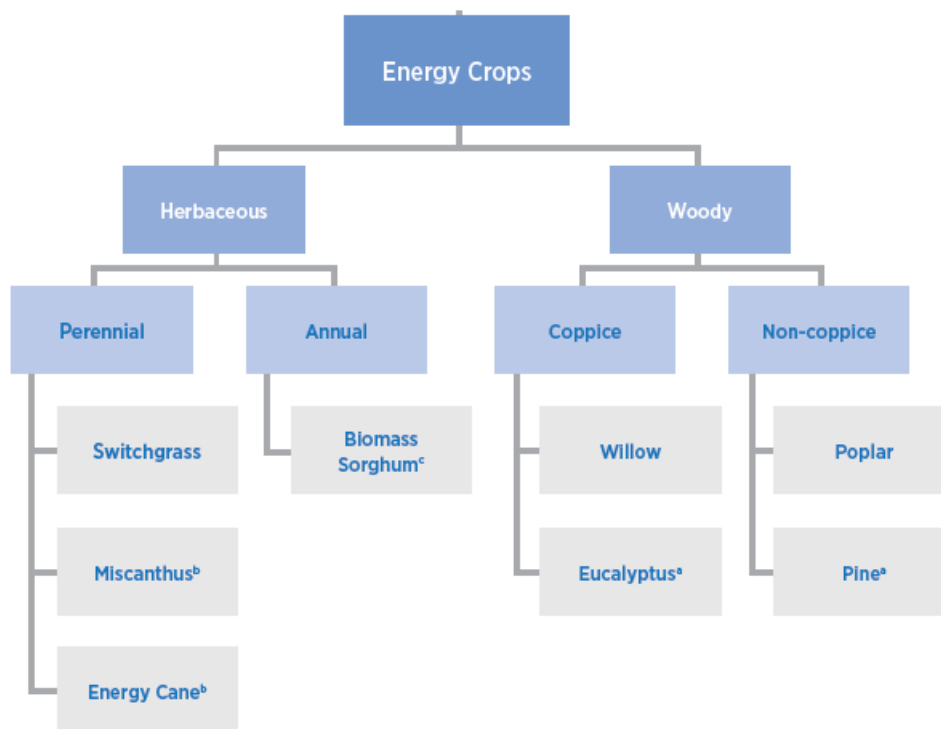 Energy Crops
Herbaceous
Woody
Perennial
Annual
Coppice
Non-coppice
Switchgrass
Biomass
Sorghumᶜ
Willow
Poplar
Miscanthusᵇ
Eucalyptusᵃ
Pineᵃ
Energy Caneᵇ